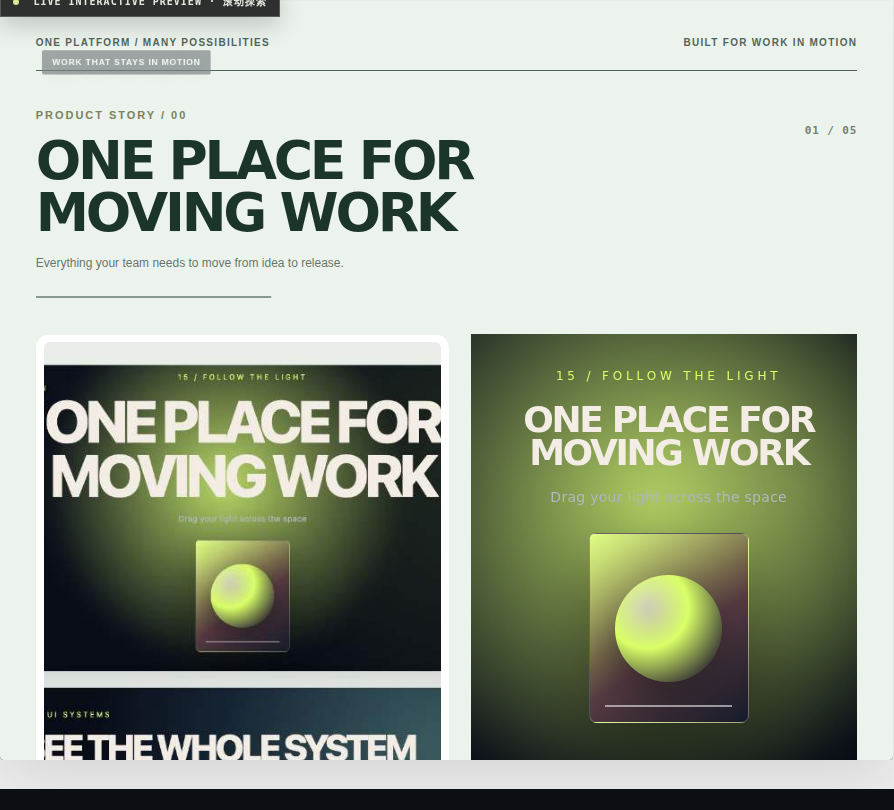 LIVE INTERACTIVE PREVIEW · 滚动探索
ONE PLATFORM / MANY POSSIBILITIES
BUILT FOR WORK IN MOTION
WORK THAT STAYS IN MOTION
PRODUCT STORY / 00
01 / 05
ONE PLACE FOR
MOVING WORK
Everything your team needs to move from idea to release.
15 / FOLLOW THE LIGHT
ONE PLACE FOR
MOVING WORK
Drag your light across the space
UI SYSTEMS
EE THE WHOLE SYSTEM
15 / FOLLOW THE LIGHT
ONE PLACE FOR
MOVING WORK
Drag your light across the space